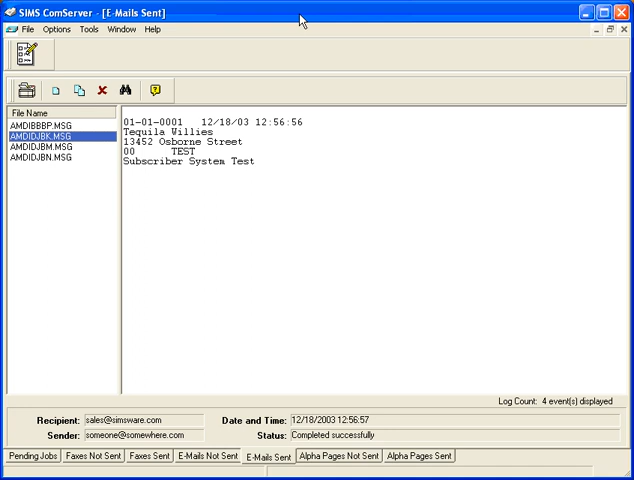 SIMS ComServer - [E-Mails Sent]
File Options Tools Window Help
File Name
AMDIBBBP.MSG
AMDIDJBK.MSG
AMDIDJBM.MSG
AMDIDJBN.MSG
01-01-0001 12/18/03 12:56:56
Tequila Willies
13452 Osborne Street
00 TEST
Subscriber System Test
Log Count: 4 event(s) displayed
Recipient: sales@simsware.com Date and Time: 12/18/2003 12:56:57
Sender: someone@somewhere.com Status: Completed successfully
Pending Jobs Faxes Not Sent Faxes Sent E-Mails Not Sent E-Mails Sent Alpha Pages Not Sent Alpha Pages Sent